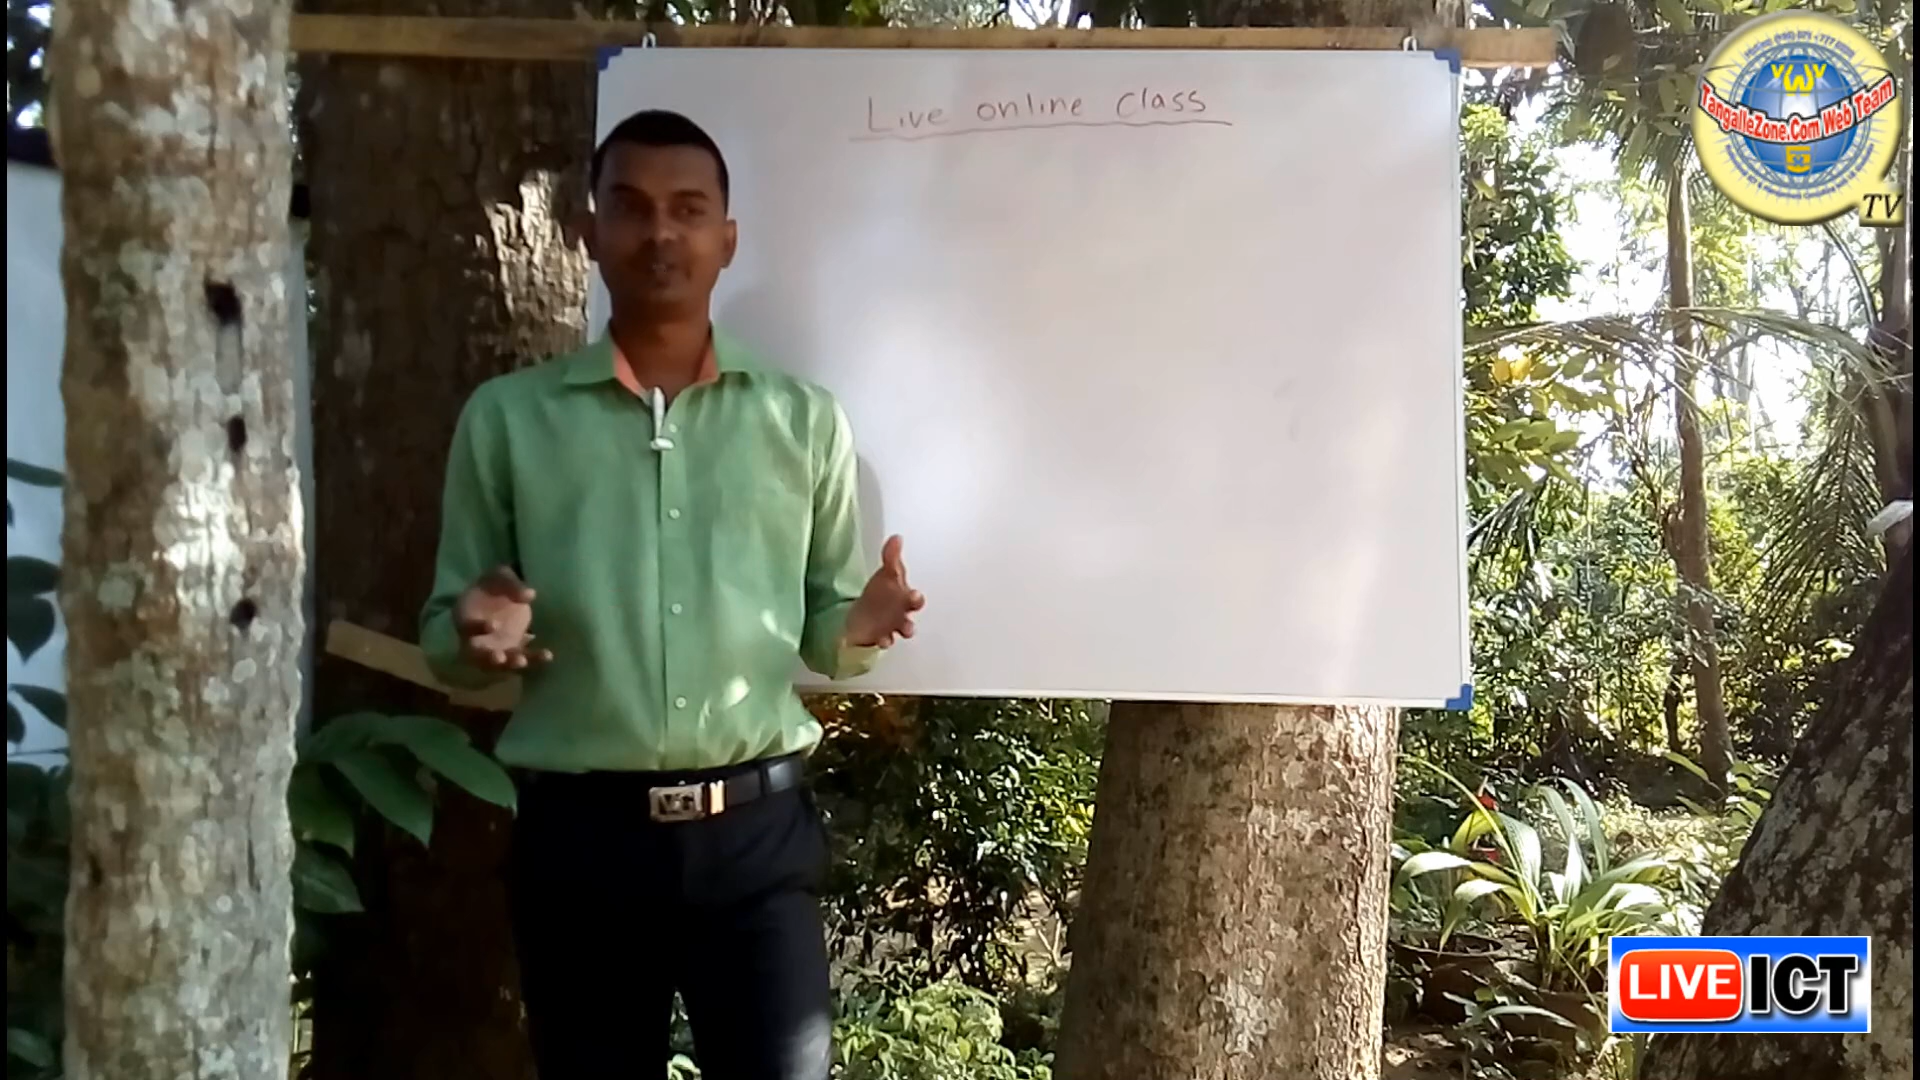 Live online class
TangalleZone.Com Web Team
TV
LIVE ICT